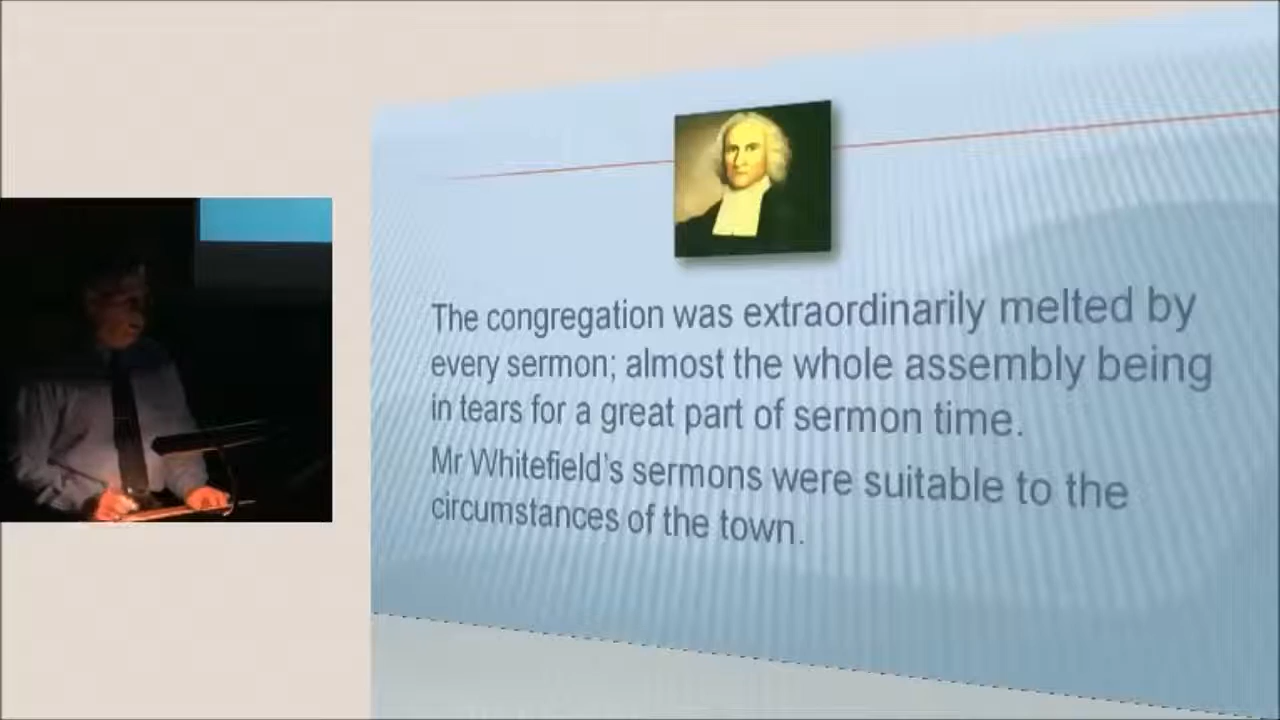 The congregation was extraordinarily melted by
every sermon; almost the whole assembly being
in tears for a great part of sermon time.
Mr Whitefield's sermons were suitable to the
circumstances of the town.